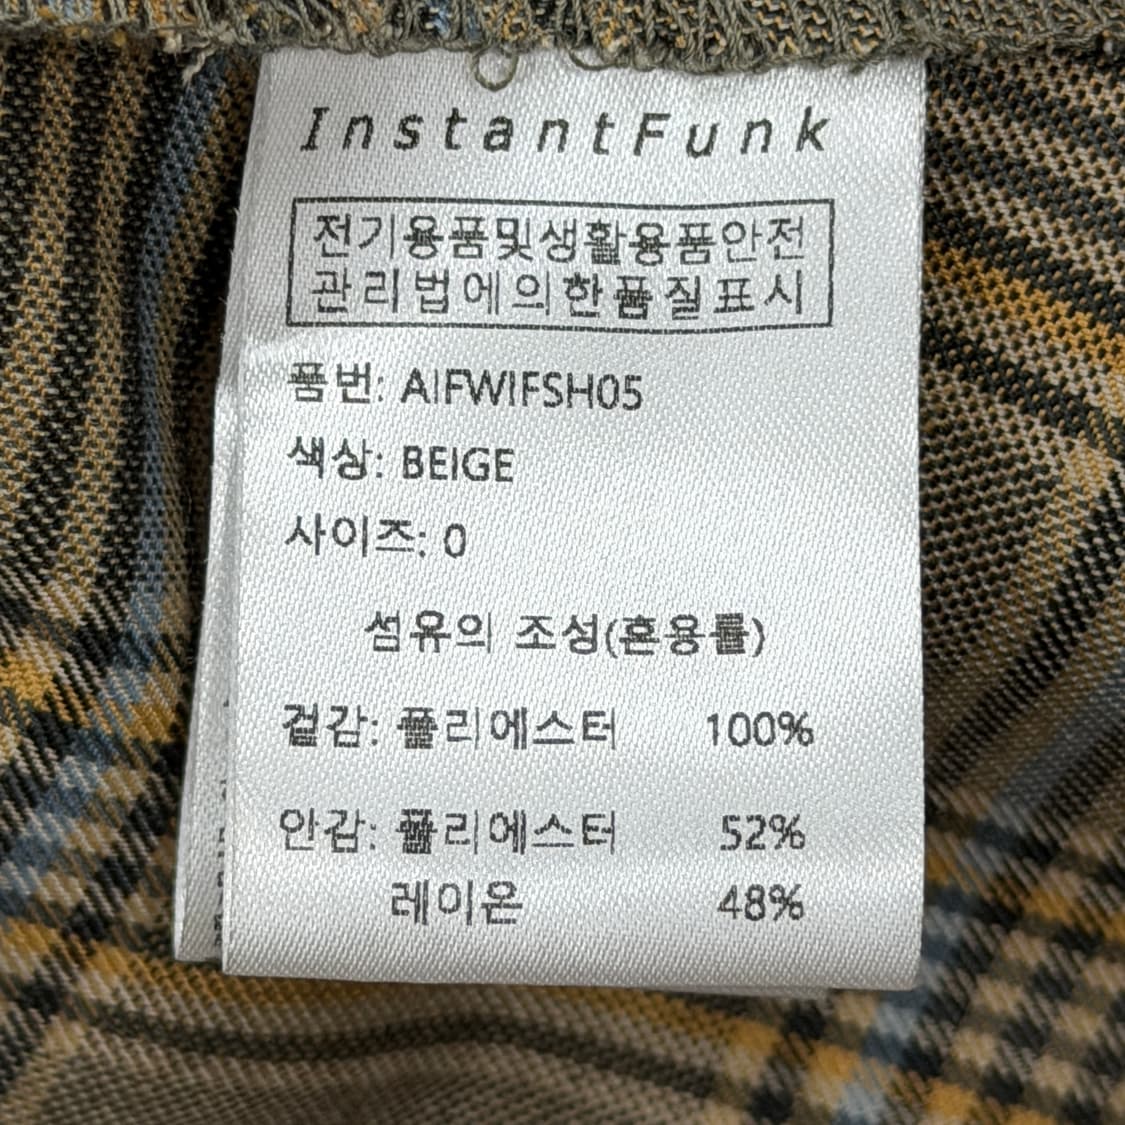 InstantFunk
전기용품및생활용품안전
관리법에의한품질표시
품번: AIFWIFSH05
색상: BEIGE
사이즈: 0
섬유의 조성(혼용률)
겉감: 폴리에스터 100%
안감: 폴리에스터 52%
레이온 48%